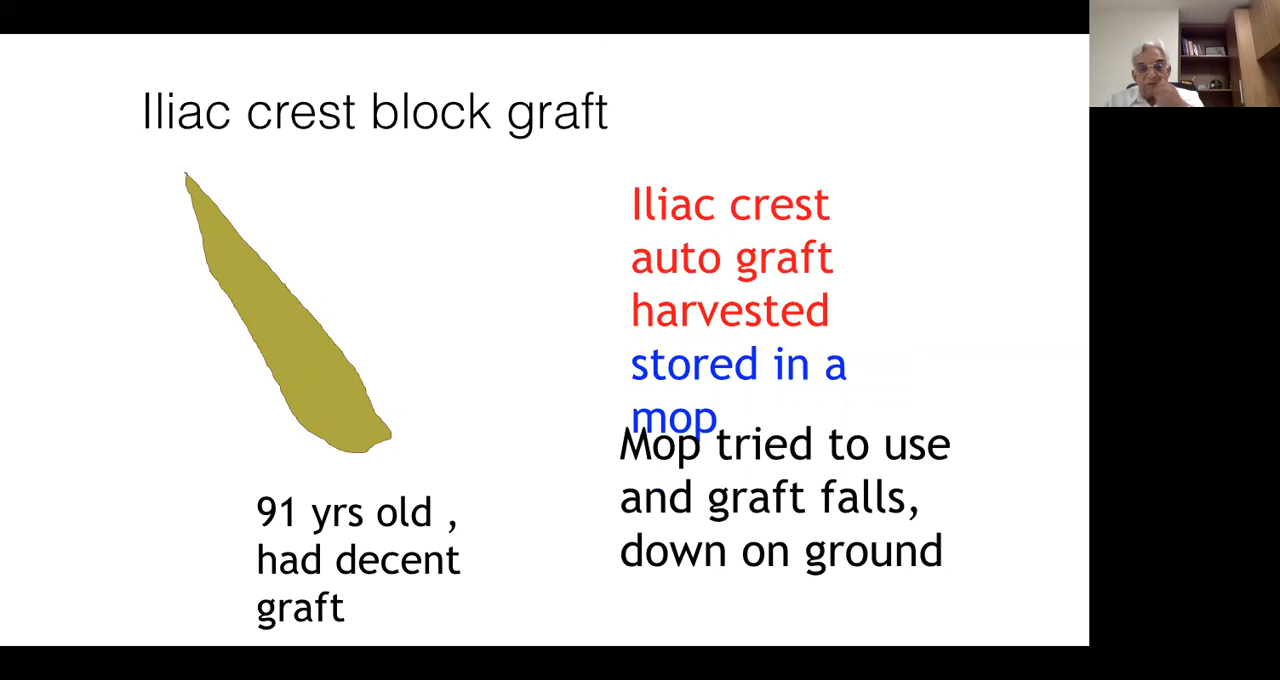 Iliac crest block graft
Iliac crest
auto graft
harvested
stored in a
mop
Mop tried to use
and graft falls,
down on ground
91 yrs old ,
had decent
graft